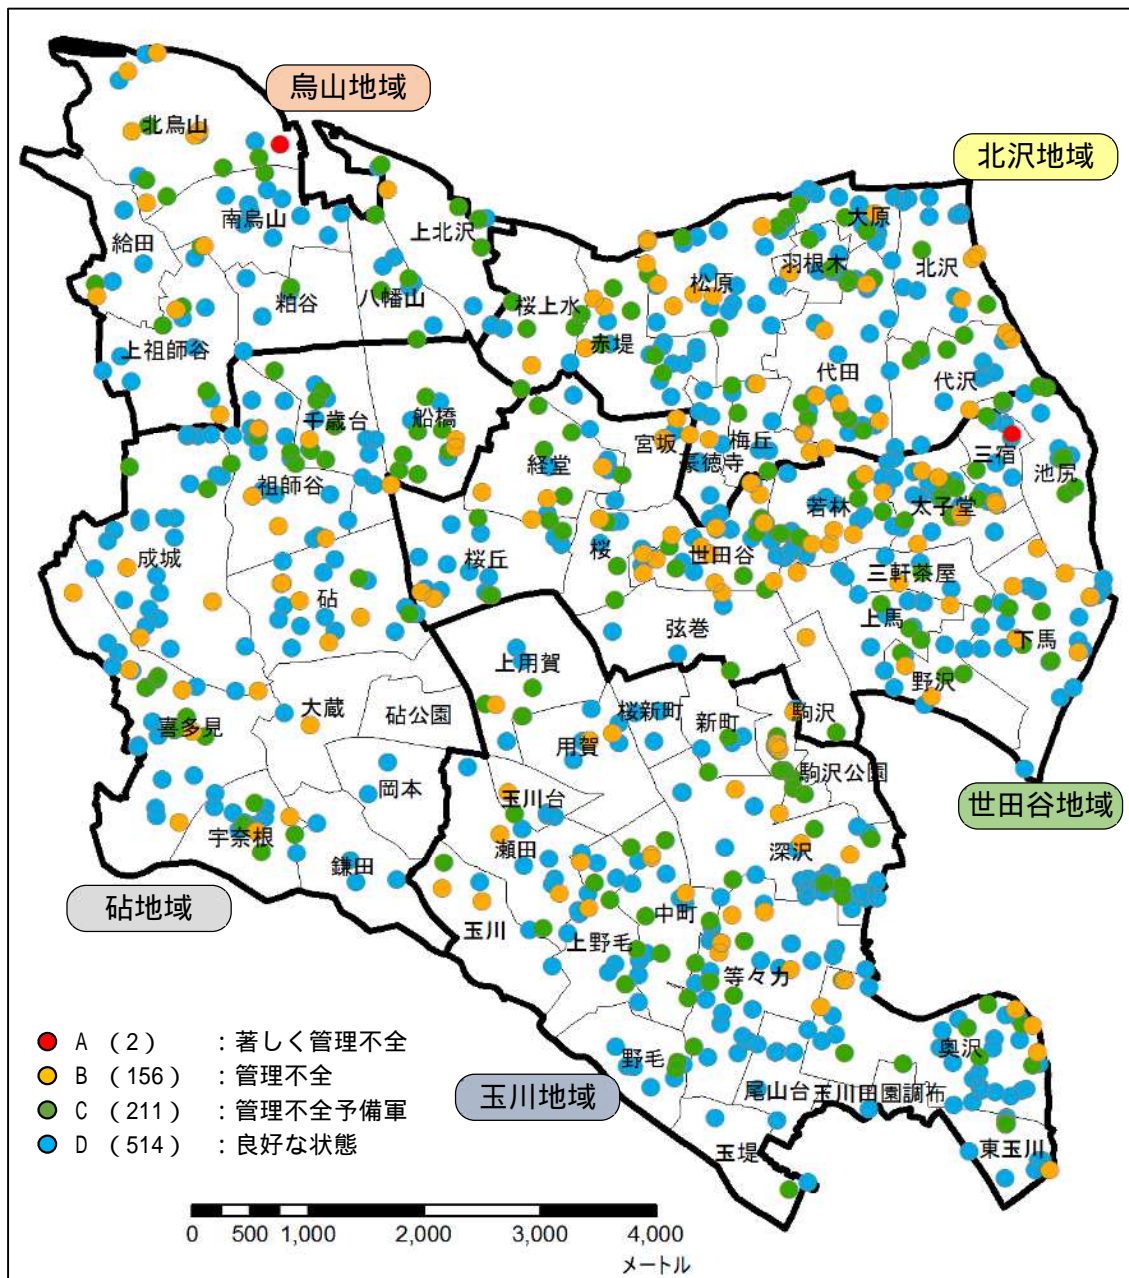 烏山地域
北沢地域
北烏山
大原
南烏山
上北沢
給田
羽根木
北沢
松原
粕谷
八幡山
桜上水
赤堤
上祖師谷
代田
代沢
千歳台
船橋
宮坂
梅丘
豪徳寺
三宿
池尻
経堂
祖師谷
若林
太子堂
成城
桜丘
桜
世田谷
三軒茶屋
砧
上馬
弦巻
下馬
上用賀
野沢
大蔵
砧公園
桜新町
新町
駒沢
喜多見
用賀
駒沢公園
岡本
玉川台
世田谷地域
宇奈根
瀬田
深沢
鎌田
砧地域
中町
玉川
上野毛
等々力
A （2） ：著しく管理不全
奥沢
野毛
B （156） ：管理不全
玉川地域
尾山台
玉川田園調布
C （211） ：管理不全予備軍
D （514） ：良好な状態
玉堤
東玉川
0 500 1,000 2,000 3,000 4,000
メートル